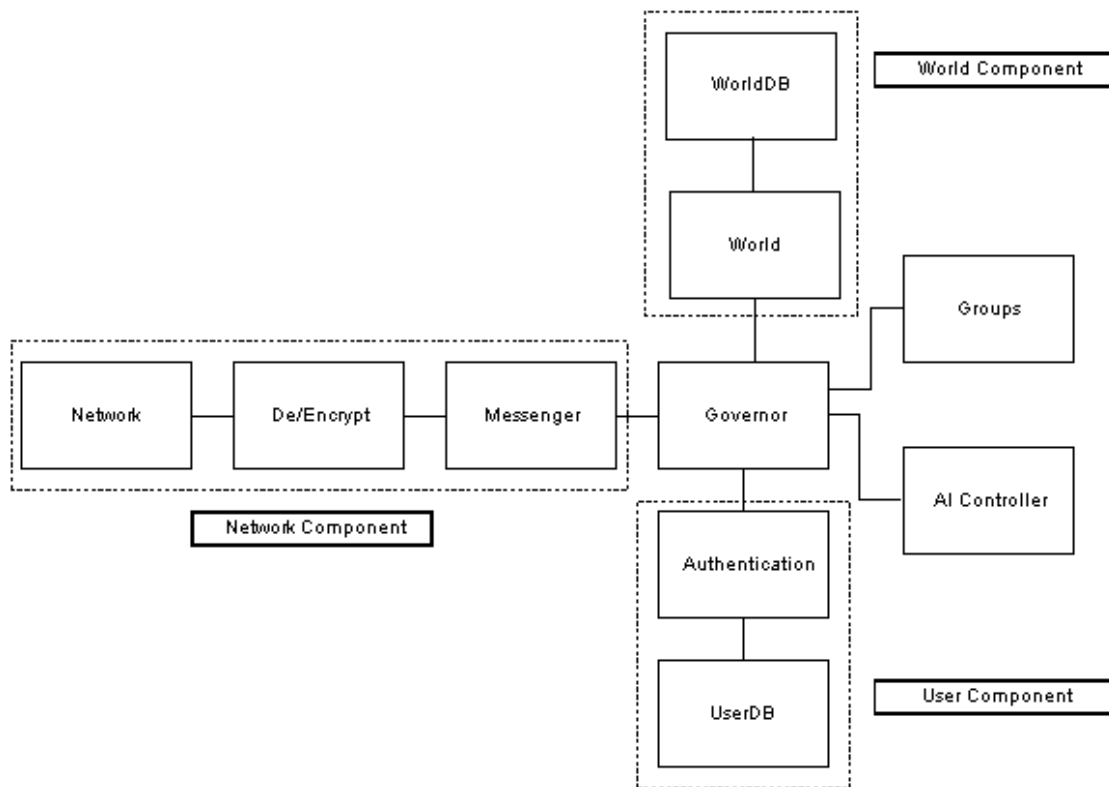 WorldDB
World Component
World
Groups
Network
De/Encrypt
Messenger
Governor
AI Controller
Network Component
Authentication
User Component
UserDB